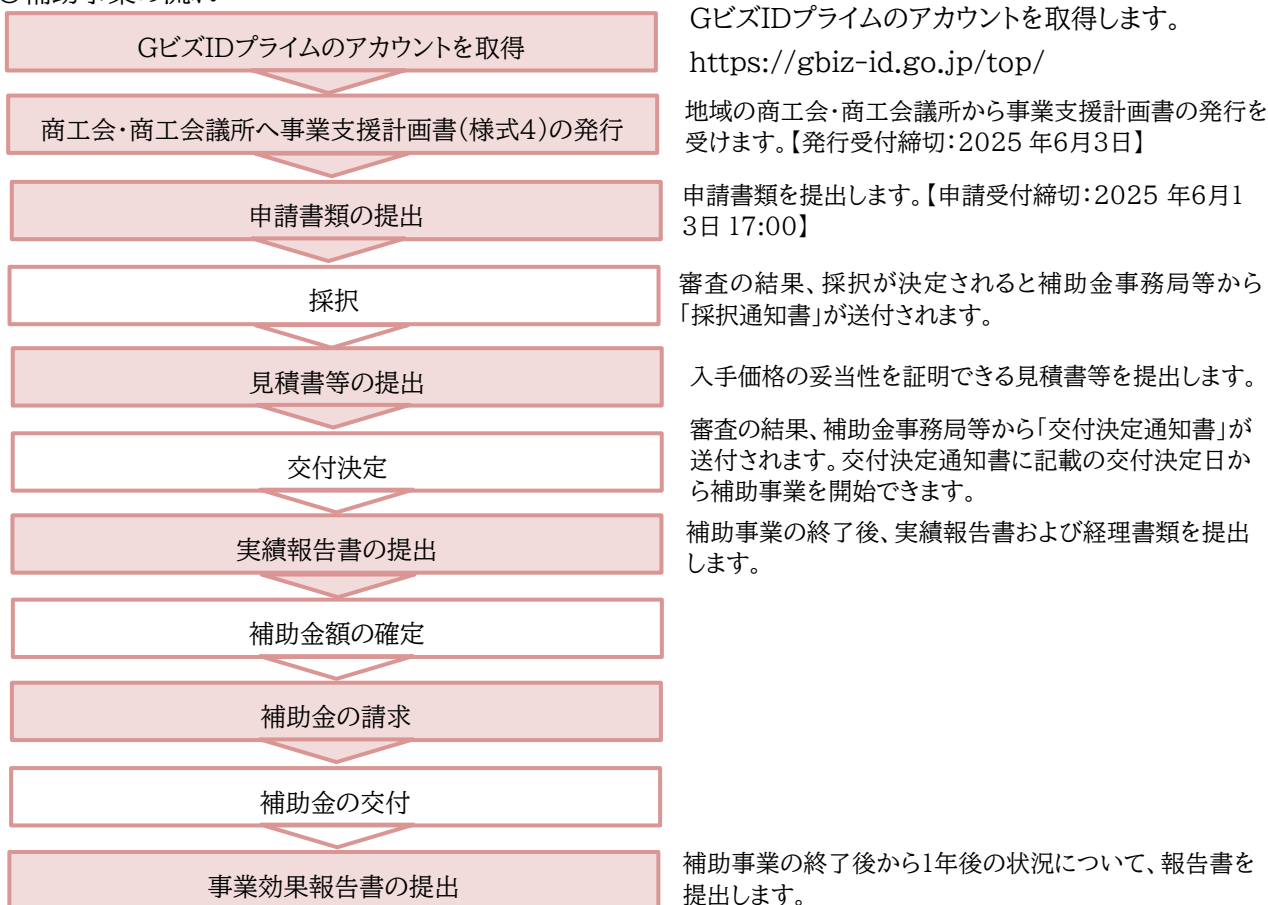 GビズIDプライムのアカウントを取得
GビズIDプライムのアカウントを取得します。
https://gbiz-id.go.jp/top/
商工会・商工会議所へ事業支援計画書(様式4)の発行
地域の商工会・商工会議所から事業支援計画書の発行を
受けます。【発行受付締切：2025 年6月3日】
申請書類の提出
申請書類を提出します。【申請受付締切：2025 年6月1
3日 17:00】
採択
審査の結果、採択が決定されると補助金事務局等から
「採択通知書」が送付されます。
見積書等の提出
入手価格の妥当性を証明できる見積書等を提出します。
交付決定
審査の結果、補助金事務局等から「交付決定通知書」が
送付されます。交付決定通知書に記載の交付決定日か
ら補助事業を開始できます。
実績報告書の提出
補助事業の終了後、実績報告書および経理書類を提出
します。
補助金額の確定
補助金の請求
補助金の交付
事業効果報告書の提出
補助事業の終了後から1年後の状況について、報告書を
提出します。